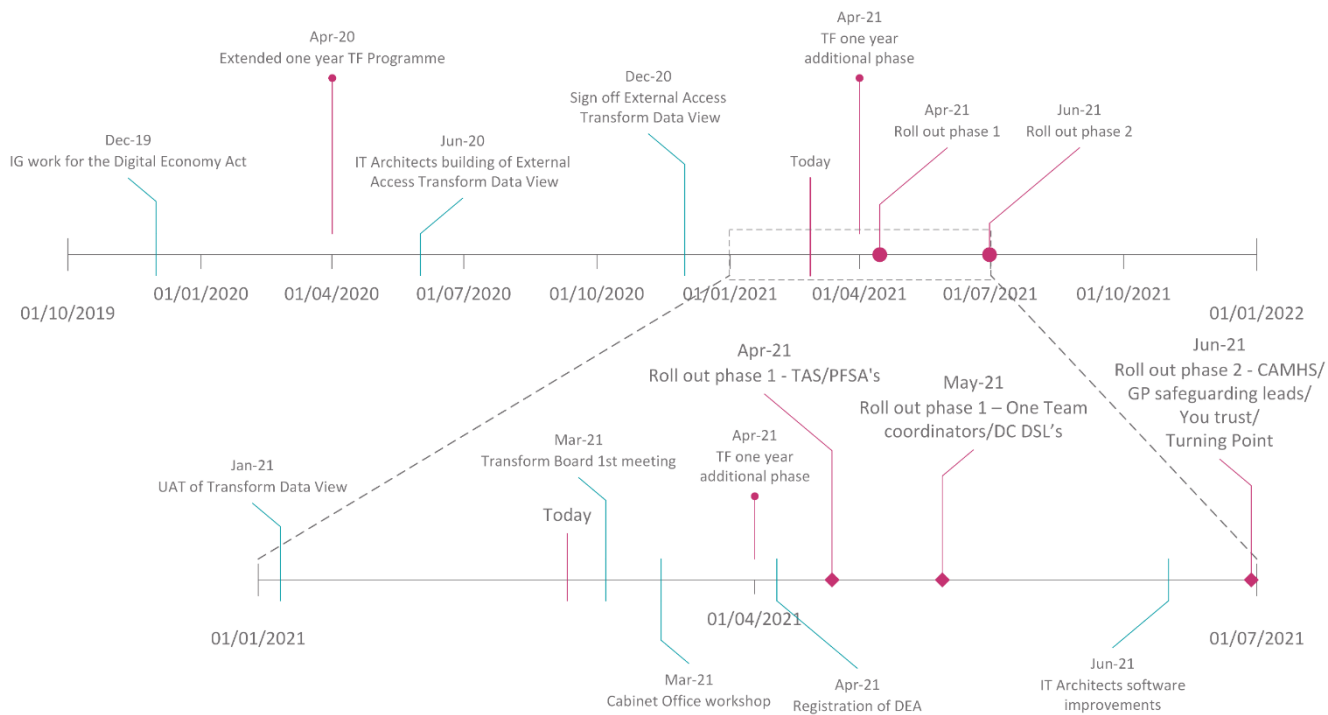 Apr-20
Extended one year TF Programme
Apr-21
TF one year
additional phase
Dec-20
Sign off External Access
Transform Data View
Apr-21
Roll out phase 1
Jun-21
Roll out phase 2
Dec-19
IG work for the Digital Economy Act
Jun-20
IT Architects building of External
Access Transform Data View
Today
01/10/2019
01/01/2020
01/04/2020
01/07/2020
01/10/2020
01/01/2021
01/04/2021
01/07/2021
01/10/2021
01/01/2022
Apr-21
Roll out phase 1 - TAS/PFSA's
May-21
Roll out phase 1 – One Team
coordinators/DC DSL’s
Jun-21
Roll out phase 2 - CAMHS/
GP safeguarding leads/
You trust/
Turning Point
Jan-21
UAT of Transform Data View
Mar-21
Transform Board 1st meeting
Apr-21
TF one year
additional phase
Today
01/01/2021
01/04/2021
01/07/2021
Mar-21
Cabinet Office workshop
Apr-21
Registration of DEA
Jun-21
IT Architects software
improvements